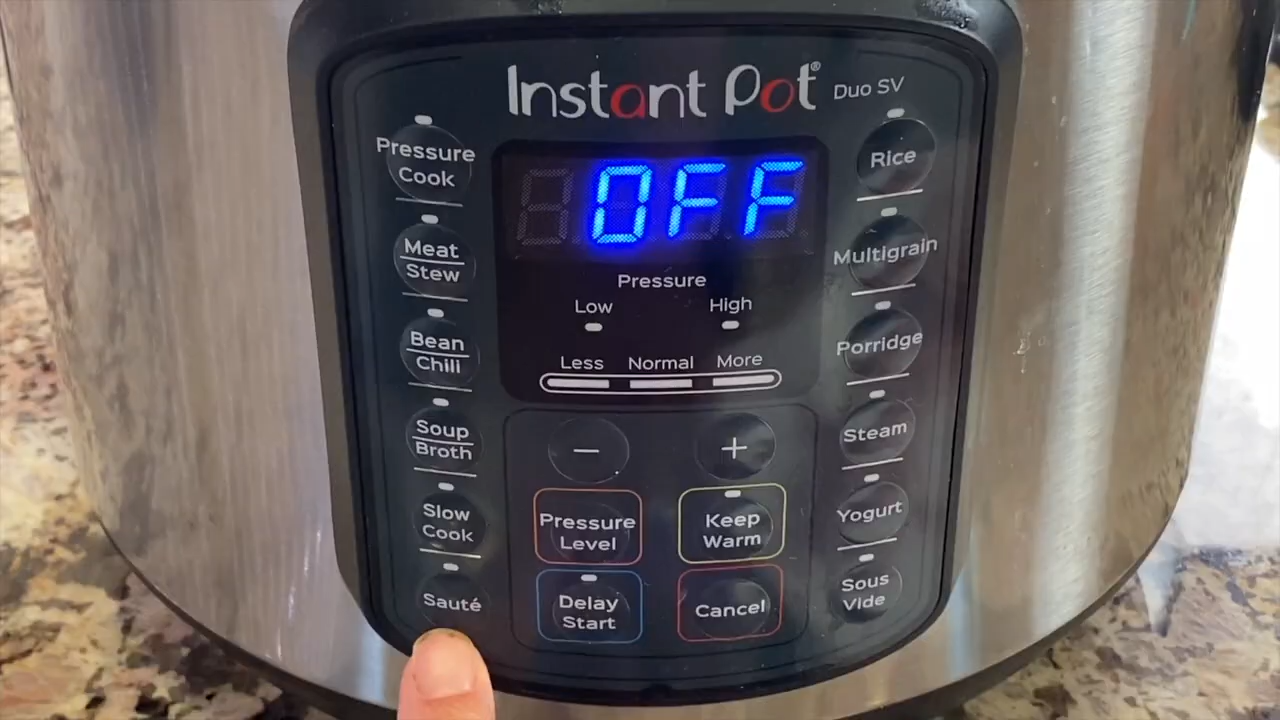 Instant Pot® Duo SV
OFF
Pressure
Low High
Less Normal More
Pressure
Cook
Meat
Stew
Bean
Chili
Soup
Broth
Slow
Cook
Sauté
−
+
Pressure
Level
Keep
Warm
Delay
Start
Cancel
Rice
Multigrain
Porridge
Steam
Yogurt
Sous
Vide